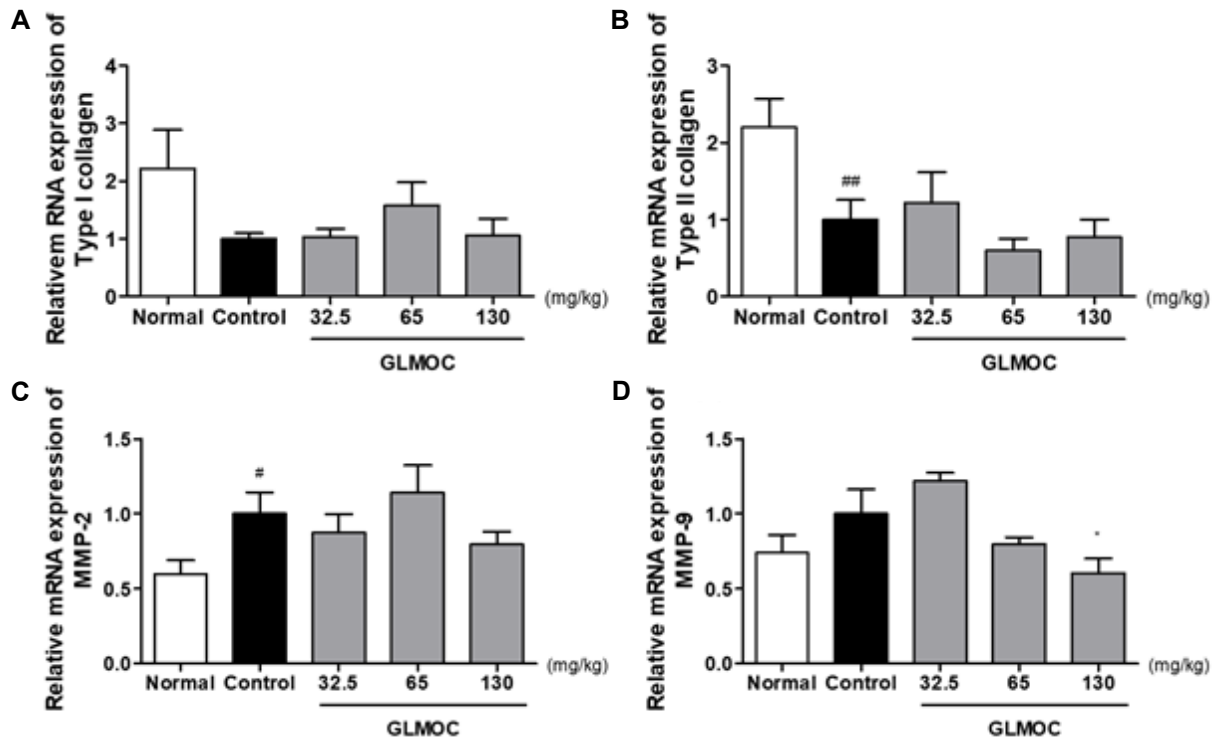 A
Relativem RNA expression of
Type I collagen
4
3
2
1
0
Normal Control 32.5 65 130 (mg/kg)
GLMOC
B
Relative mRNA expression of
Type II collagen
3
2
1
0
##
Normal Control 32.5 65 130 (mg/kg)
GLMOC
C
Relative mRNA expression of
MMP-2
1.5
1.0
0.5
0.0
#
Normal Control 32.5 65 130 (mg/kg)
GLMOC
D
Relative mRNA expression of
MMP-9
1.5
1.0
0.5
0.0
*
Normal Control 32.5 65 130 (mg/kg)
GLMOC